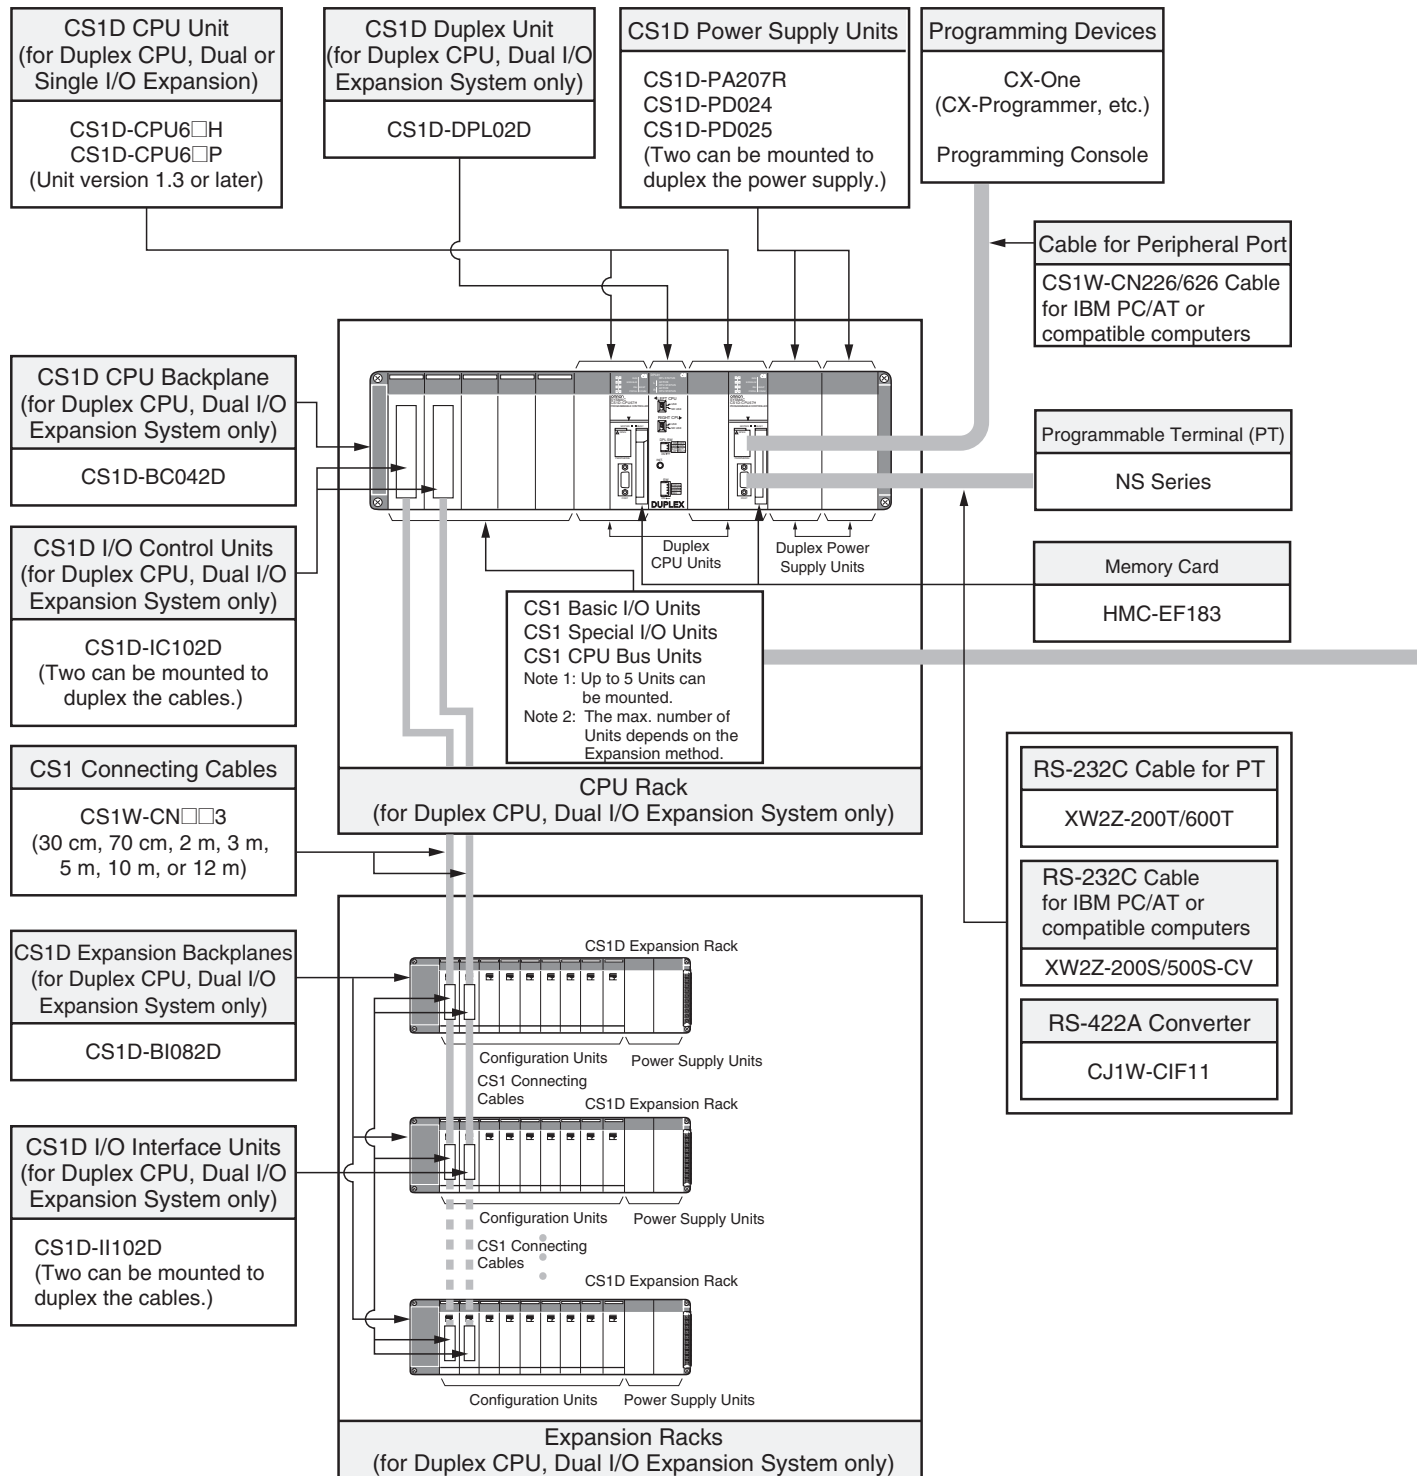 CS1D CPU Unit
(for Duplex CPU, Dual or
Single I/O Expansion)
CS1D-CPU6□H
CS1D-CPU6□P
(Unit version 1.3 or later)
CS1D Duplex Unit
(for Duplex CPU, Dual I/O
Expansion System only)
CS1D-DPL02D
CS1D Power Supply Units
CS1D-PA207R
CS1D-PD024
CS1D-PD025
(Two can be mounted to
duplex the power supply.)
Programming Devices
CX-One
(CX-Programmer, etc.)
Programming Console
Cable for Peripheral Port
CS1W-CN226/626 Cable
for IBM PC/AT or
compatible computers
CS1D CPU Backplane
(for Duplex CPU, Dual I/O
Expansion System only)
CS1D-BC042D
LEFT CPU
RIGHT CPU
DUPLEX
Programmable Terminal (PT)
NS Series
CS1D I/O Control Units
(for Duplex CPU, Dual I/O
Expansion System only)
CS1D-IC102D
(Two can be mounted to
duplex the cables.)
Duplex
CPU Units
Duplex Power
Supply Units
Memory Card
HMC-EF183
CS1 Basic I/O Units
CS1 Special I/O Units
CS1 CPU Bus Units
Note 1: Up to 5 Units can
be mounted.
Note 2: The max. number of
Units depends on the
Expansion method.
CPU Rack
(for Duplex CPU, Dual I/O Expansion System only)
CS1 Connecting Cables
CS1W-CN□□3
(30 cm, 70 cm, 2 m, 3 m,
5 m, 10 m, or 12 m)
RS-232C Cable for PT
XW2Z-200T/600T
RS-232C Cable
for IBM PC/AT or
compatible computers
XW2Z-200S/500S-CV
RS-422A Converter
CJ1W-CIF11
CS1D Expansion Backplanes
(for Duplex CPU, Dual I/O
Expansion System only)
CS1D-BI082D
CS1D Expansion Rack
Configuration Units
Power Supply Units
CS1 Connecting
Cables
CS1D Expansion Rack
CS1D I/O Interface Units
(for Duplex CPU, Dual I/O
Expansion System only)
CS1D-II102D
(Two can be mounted to
duplex the cables.)
Configuration Units
Power Supply Units
CS1 Connecting
Cables
CS1D Expansion Rack
Configuration Units
Power Supply Units
Expansion Racks
(for Duplex CPU, Dual I/O Expansion System only)